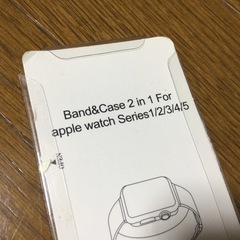 Band&Case 2 in 1 For
apple watch Series1/2/3/4/5